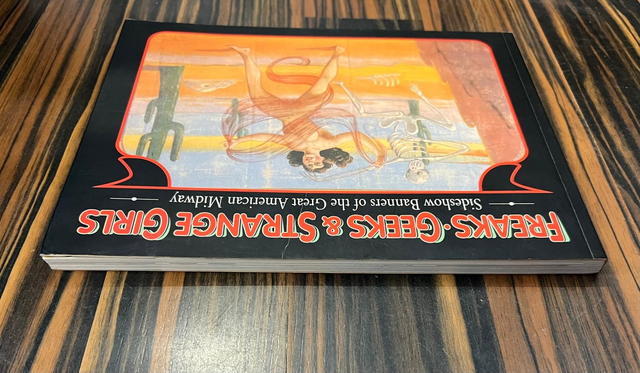 FREAKS • GEEKS & STRANGE GIRLS
Sideshow Banners of the Great American Midway